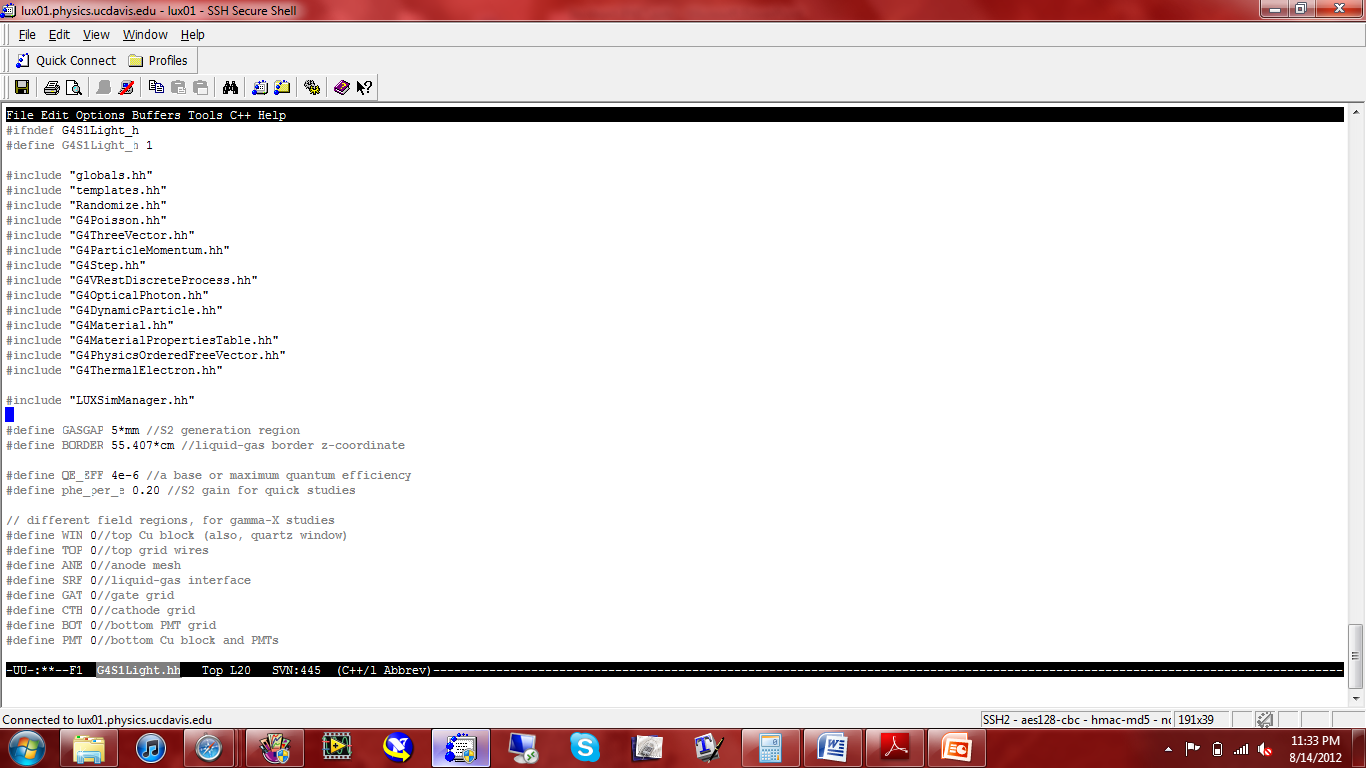 lux01.physics.ucdavis.edu - lux01 - SSH Secure Shell
File Edit View Window Help
Quick Connect Profiles
File Edit Options Buffers Tools C++ Help
#ifndef G4S1Light_h
#define G4S1Light_h 1
#include "globals.hh"
#include "templates.hh"
#include "Randomize.hh"
#include "G4Poisson.hh"
#include "G4ThreeVector.hh"
#include "G4ParticleMomentum.hh"
#include "G4Step.hh"
#include "G4VRestDiscreteProcess.hh"
#include "G4OpticalPhoton.hh"
#include "G4DynamicParticle.hh"
#include "G4Material.hh"
#include "G4MaterialPropertiesTable.hh"
#include "G4PhysicsOrderedFreeVector.hh"
#include "G4ThermalElectron.hh"
#include "LUXSimManager.hh"
#define GASGAP 5*mm //S2 generation region
#define BORDER 55.407*cm //liquid-gas border z-coordinate
#define QE_EFF 4e-6 //a base or maximum quantum efficiency
#define phe_per_e 0.20 //S2 gain for quick studies
// different field regions, for gamma-X studies
#define WIN 0//top Cu block (also, quartz window)
#define TOP 0//top grid wires
#define ANE 0//anode mesh
#define SRF 0//liquid-gas interface
#define GAT 0//gate grid
#define CTH 0//cathode grid
#define BOT 0//bottom PMT grid
#define PMT 0//bottom Cu block and PMTs
-UU-:**--F1 G4S1Light.hh Top L20 SVN:445 (C++/l Abbrev)--------------------
Connected to lux01.physics.ucdavis.edu SSH2 - aes128-cbc - hmac-md5 - nc 191x39
11:33 PM
8/14/2012